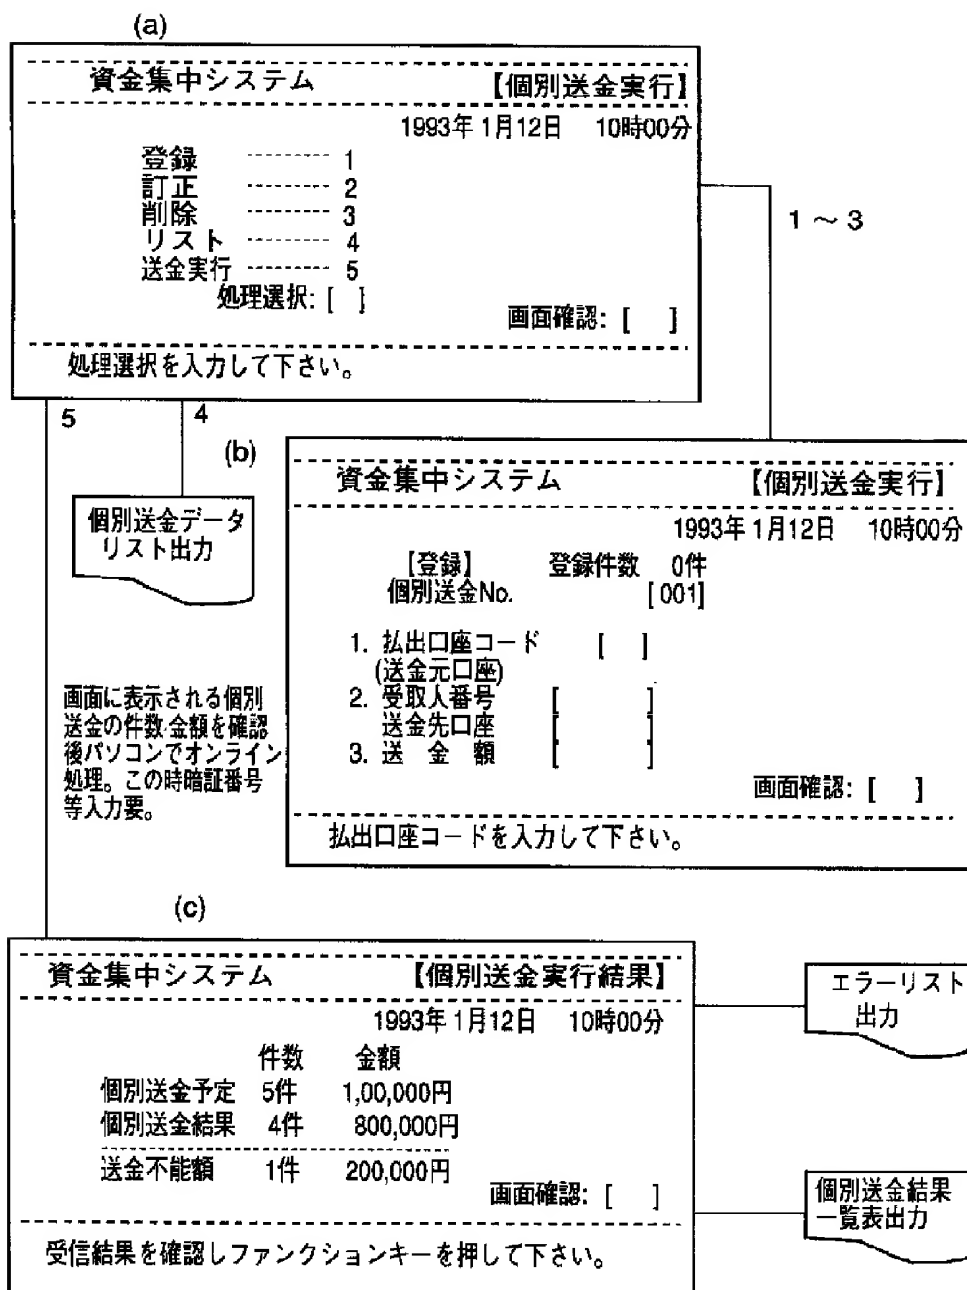 (a)
資金集中システム 【個別送金実行】
1993年1月12日 10時00分
登録 --------- 1
訂正 --------- 2
削除 --------- 3
リスト --------- 4
送金実行 --------- 5
処理選択: [ ]
画面確認: [ ]
処理選択を入力して下さい。
1 ～ 3
5
4
個別送金データ
リスト出力
画面に表示される個別
送金の件数・金額を確認
後パソコンでオンライン
処理。この時暗証番号
等入力要。
(b)
資金集中システム 【個別送金実行】
1993年1月12日 10時00分
【登録】 登録件数 0件
個別送金No. [001]
1. 払出口座コード [ ]
(送金元口座)
2. 受取人番号 [ ]
送金先口座 [ ]
3. 送 金 額 [ ]
画面確認: [ ]
払出口座コードを入力して下さい。
(c)
資金集中システム 【個別送金実行結果】
1993年1月12日 10時00分
件数 金額
個別送金予定 5件 1,00,000円
個別送金結果 4件 800,000円
送金不能額 1件 200,000円
画面確認: [ ]
受信結果を確認しファンクションキーを押して下さい。
エラーリスト
出力
個別送金結果
一覧表出力